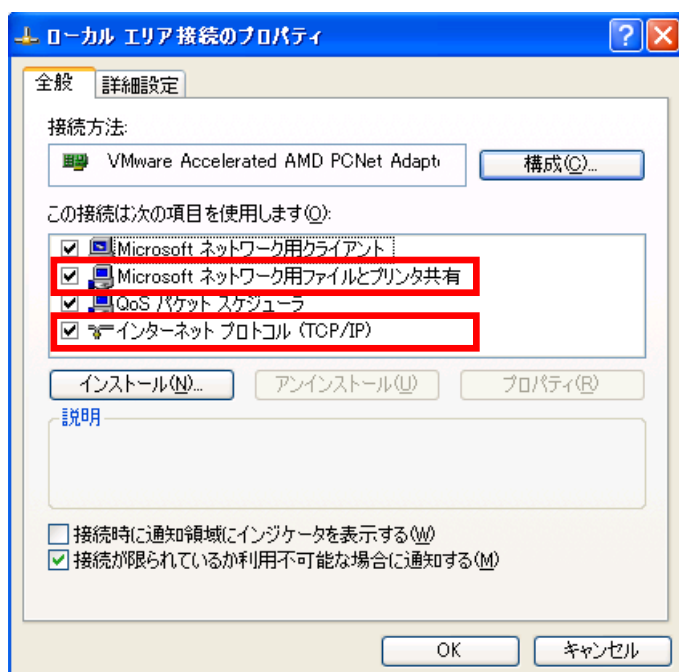 ローカル エリア接続のプロパティ
全般
詳細設定
接続方法:
VMware Accelerated AMD PCNet Adapt
構成(C)...
この接続は次の項目を使用します(O):
Microsoft ネットワーク用クライアント
Microsoft ネットワーク用ファイルとプリンタ共有
QoS パケット スケジューラ
インターネット プロトコル (TCP/IP)
インストール(N)...
アンインストール(U)
プロパティ(R)
説明
接続時に通知領域にインジケータを表示する(W)
接続が限られているか利用不可能な場合に通知する(M)
OK
キャンセル